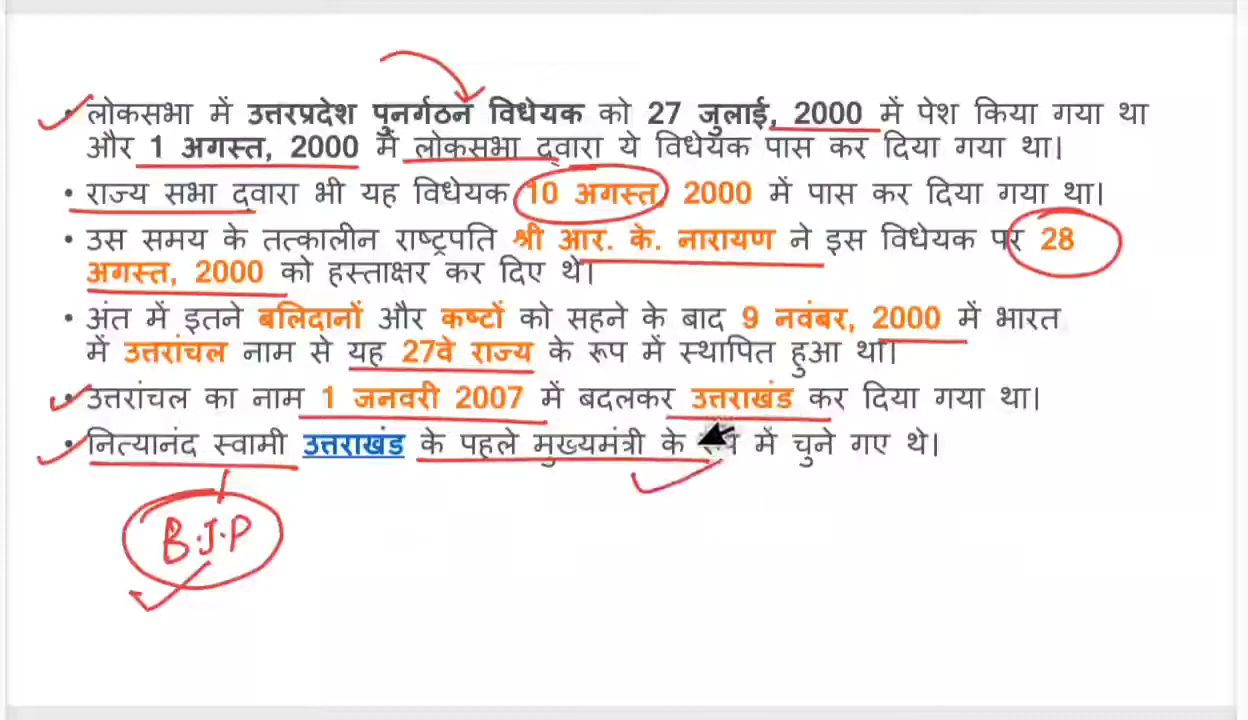 • लोकसभा में उत्तरप्रदेश पुनर्गठन विधेयक को 27 जुलाई, 2000 में पेश किया गया था
और 1 अगस्त, 2000 में लोकसभा द्वारा ये विधेयक पास कर दिया गया था।
• राज्य सभा द्वारा भी यह विधेयक 10 अगस्त, 2000 में पास कर दिया गया था।
• उस समय के तत्कालीन राष्ट्रपति श्री आर. के. नारायण ने इस विधेयक पर 28
अगस्त, 2000 को हस्ताक्षर कर दिए थे।
• अंत में इतने बलिदानों और कष्टों को सहने के बाद 9 नवंबर, 2000 में भारत
में उत्तरांचल नाम से यह 27वे राज्य के रूप में स्थापित हुआ था।
• उत्तरांचल का नाम 1 जनवरी 2007 में बदलकर उत्तराखंड कर दिया गया था।
• नित्यानंद स्वामी उत्तराखंड के पहले मुख्यमंत्री के रूप में चुने गए थे।
B.J.P